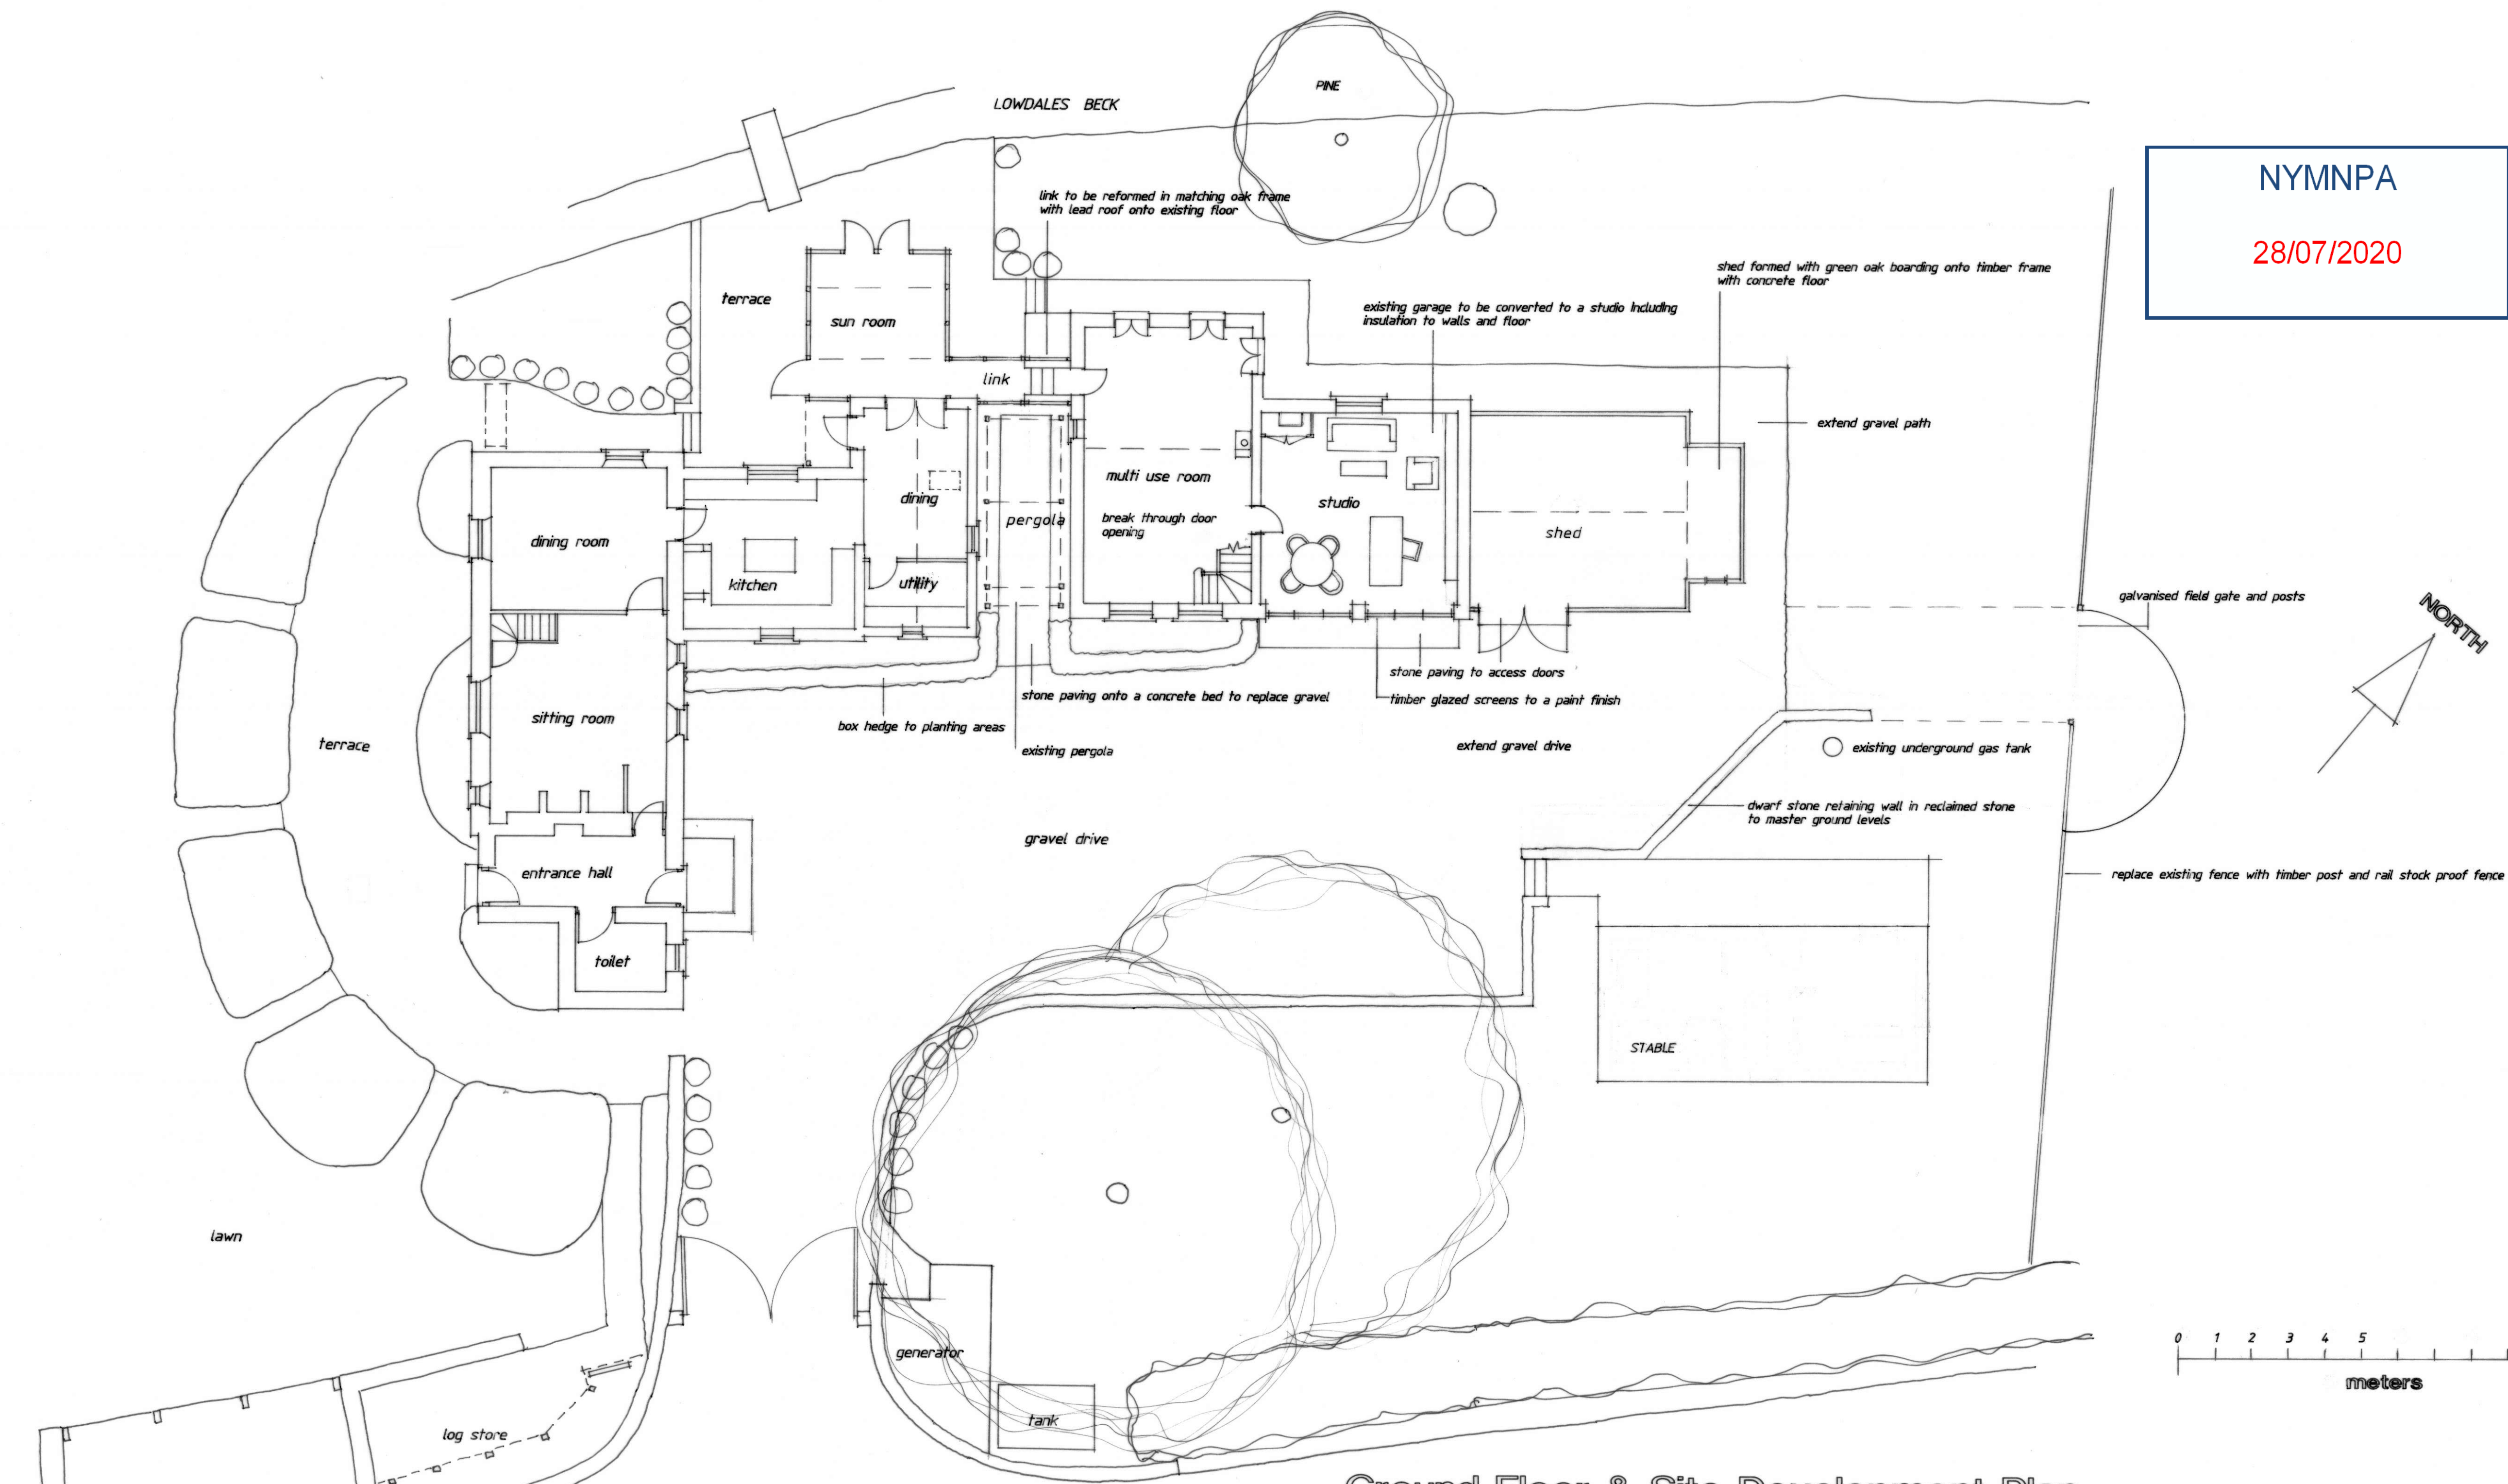 PINE
LOWDALES BECK
NYMNPA
28/07/2020
link to be reformed in matching oak frame
with lead roof onto existing floor
shed formed with green oak boarding onto timber frame
with concrete floor
existing garage to be converted to a studio including
insulation to walls and floor
terrace
sun room
link
extend gravel path
multi use room
break through door
opening
studio
shed
dining
pergola
dining room
kitchen
utility
galvanised field gate and posts
NORTH
stone paving to access doors
timber glazed screens to a paint finish
stone paving onto a concrete bed to replace gravel
box hedge to planting areas
existing pergola
sitting room
terrace
extend gravel drive
existing underground gas tank
dwarf stone retaining wall in reclaimed stone
to master ground levels
gravel drive
entrance hall
replace existing fence with timber post and rail stock proof fence
toilet
STABLE
lawn
generator
tank
log store
0 1 2 3 4 5
meters
Ground Floor & Site Development Plan